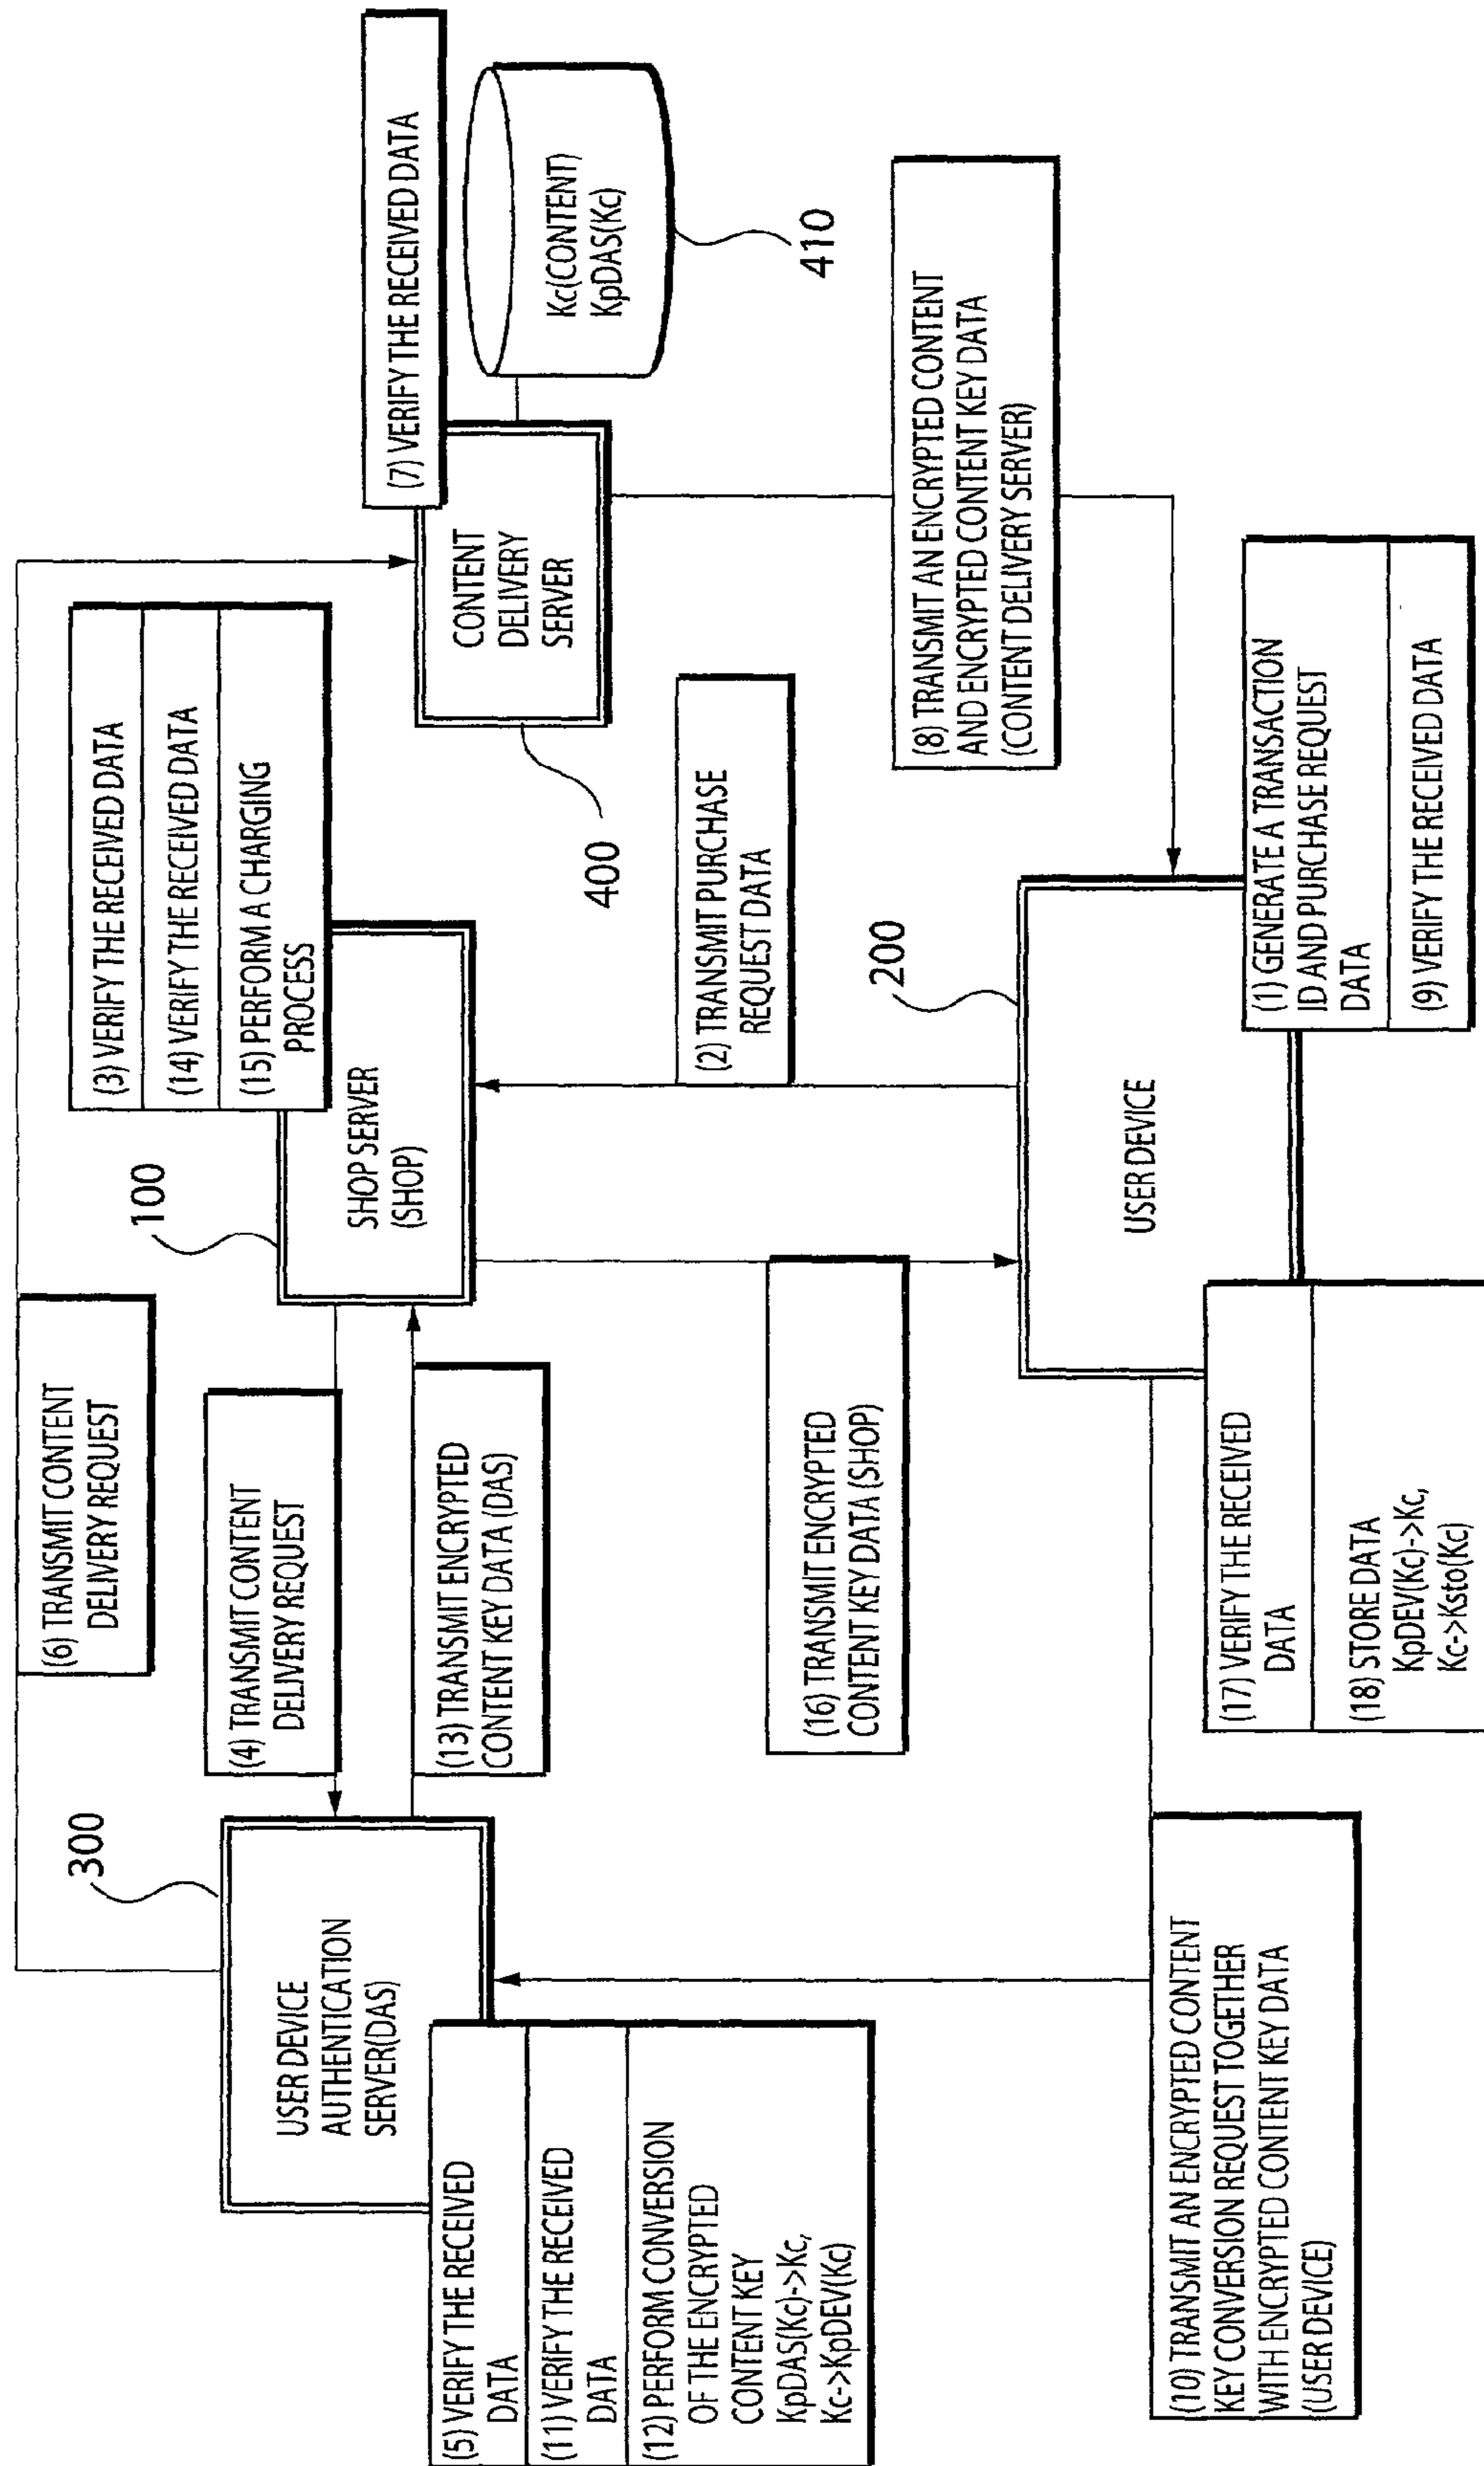 (6) TRANSMIT CONTENT
DELIVERY REQUEST
300
USER DEVICE
AUTHENTICATION
SERVER(DAS)
(5) VERIFY THE RECEIVED
DATA
(11) VERIFY THE RECEIVED
DATA
(12) PERFORM CONVERSION
OF THE ENCRYPTED
CONTENT KEY
KpDAS(Kc)->Kc,
Kc->KpDEV(Kc)
(4) TRANSMIT CONTENT
DELIVERY REQUEST
(13) TRANSMIT ENCRYPTED
CONTENT KEY DATA (DAS)
100
SHOP SERVER
(SHOP)
(3) VERIFY THE RECEIVED DATA
(14) VERIFY THE RECEIVED DATA
(15) PERFORM A CHARGING
PROCESS
CONTENT
DELIVERY
SERVER
400
(7) VERIFY THE RECEIVED DATA
Kc(CONTENT)
KpDAS(Kc)
410
(2) TRANSMIT PURCHASE
REQUEST DATA
(16) TRANSMIT ENCRYPTED
CONTENT KEY DATA (SHOP)
(8) TRANSMIT AN ENCRYPTED CONTENT
AND ENCRYPTED CONTENT KEY DATA
(CONTENT DELIVERY SERVER)
200
USER DEVICE
(1) GENERATE A TRANSACTION
ID AND PURCHASE REQUEST
DATA
(9) VERIFY THE RECEIVED DATA
(10) TRANSMIT AN ENCRYPTED CONTENT
KEY CONVERSION REQUEST TOGETHER
WITH ENCRYPTED CONTENT KEY DATA
(USER DEVICE)
(17) VERIFY THE RECEIVED
DATA
(18) STORE DATA
KpDEV(Kc)->Kc,
Kc->Ksto(Kc)